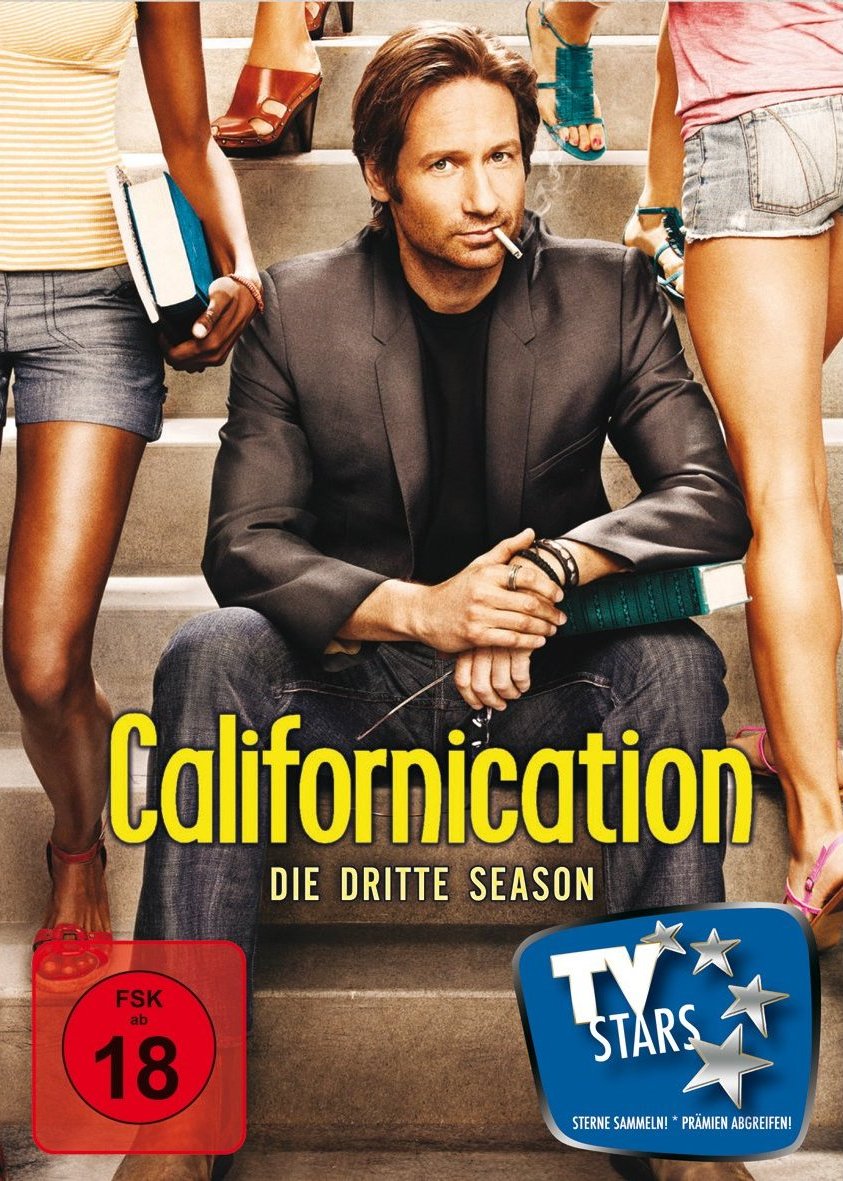 Californication
DIE DRITTE SEASON
FSK
ab
18
TV
STARS
STERNE SAMMELN! * PRÄMIEN ABGREIFEN!